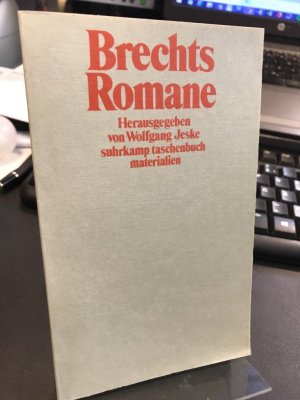 Brechts
Romane
Herausgegeben
von Wolfgang Jeske
suhrkamp taschenbuch
materialien